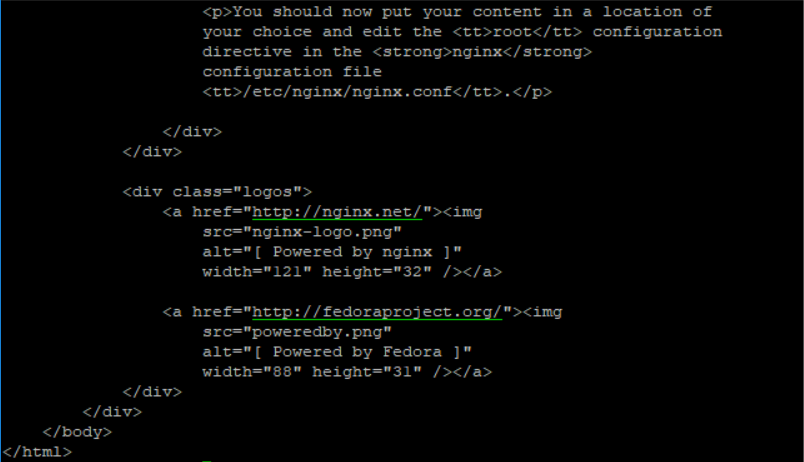 <p>You should now put your content in a location of
your choice and edit the <tt>root</tt> configuration
directive in the <strong>nginx</strong>
configuration file
<tt>/etc/nginx/nginx.conf</tt>.</p>
</div>
</div>
<div class="logos">
<a href="http://nginx.net/"><img
src="nginx-logo.png"
alt="[ Powered by nginx ]"
width="121" height="32" /></a>
<a href="http://fedoraproject.org/"><img
src="poweredby.png"
alt="[ Powered by Fedora ]"
width="88" height="31" /></a>
</div>
</div>
</body>
</html>